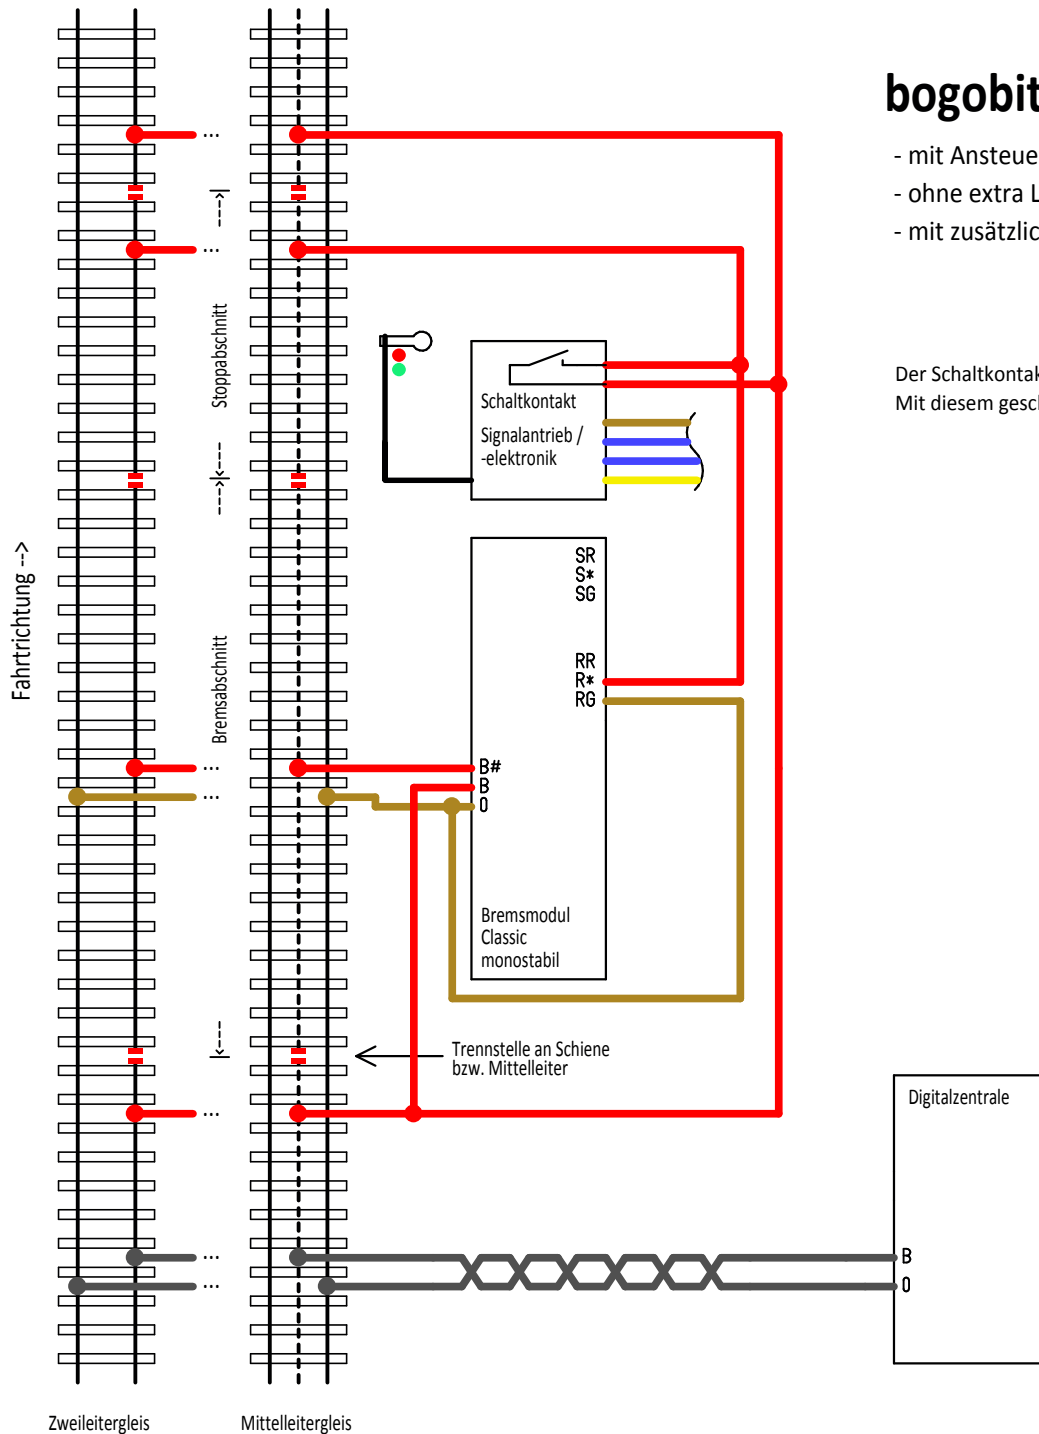 bogobit
- mit Ansteue
- ohne extra L
- mit zusätzlic
Der Schaltkontak
Mit diesem gesch
...
...
Stoppabschnitt
Schaltkontakt
Signalantrieb /
-elektronik
Fahrtrichtung -->
Bremsabschnitt
SR
S*
SG
RR
R*
RG
B#
B
0
...
...
Bremsmodul
Classic
monostabil
Trennstelle an Schiene
bzw. Mittelleiter
...
Digitalzentrale
B
0
...
...
Zweileitergleis
Mittelleitergleis